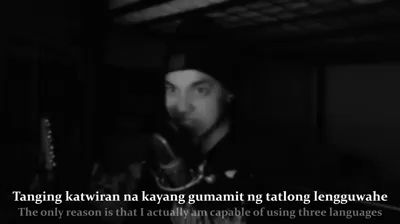 Tanging katwiran na kayang gumamit ng tatlong lengguwahe
The only reason is that I actually am capable of using three languages